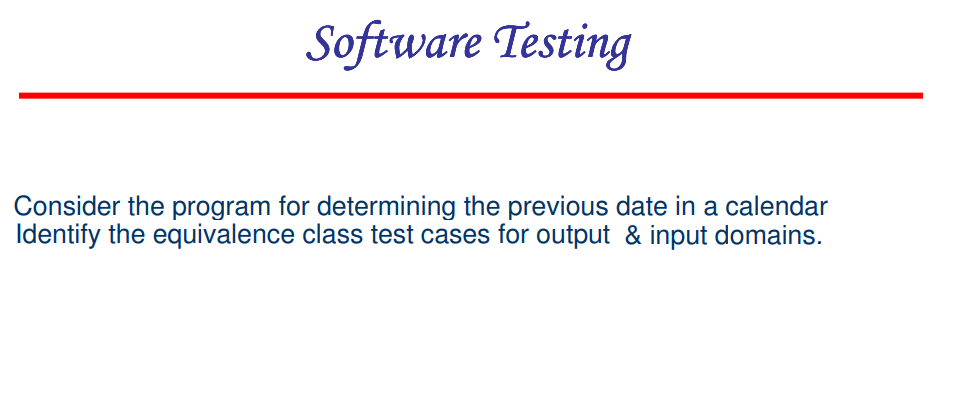 Software Testing
Consider the program for determining the previous date in a calendar
Identify the equivalence class test cases for output & input domains.